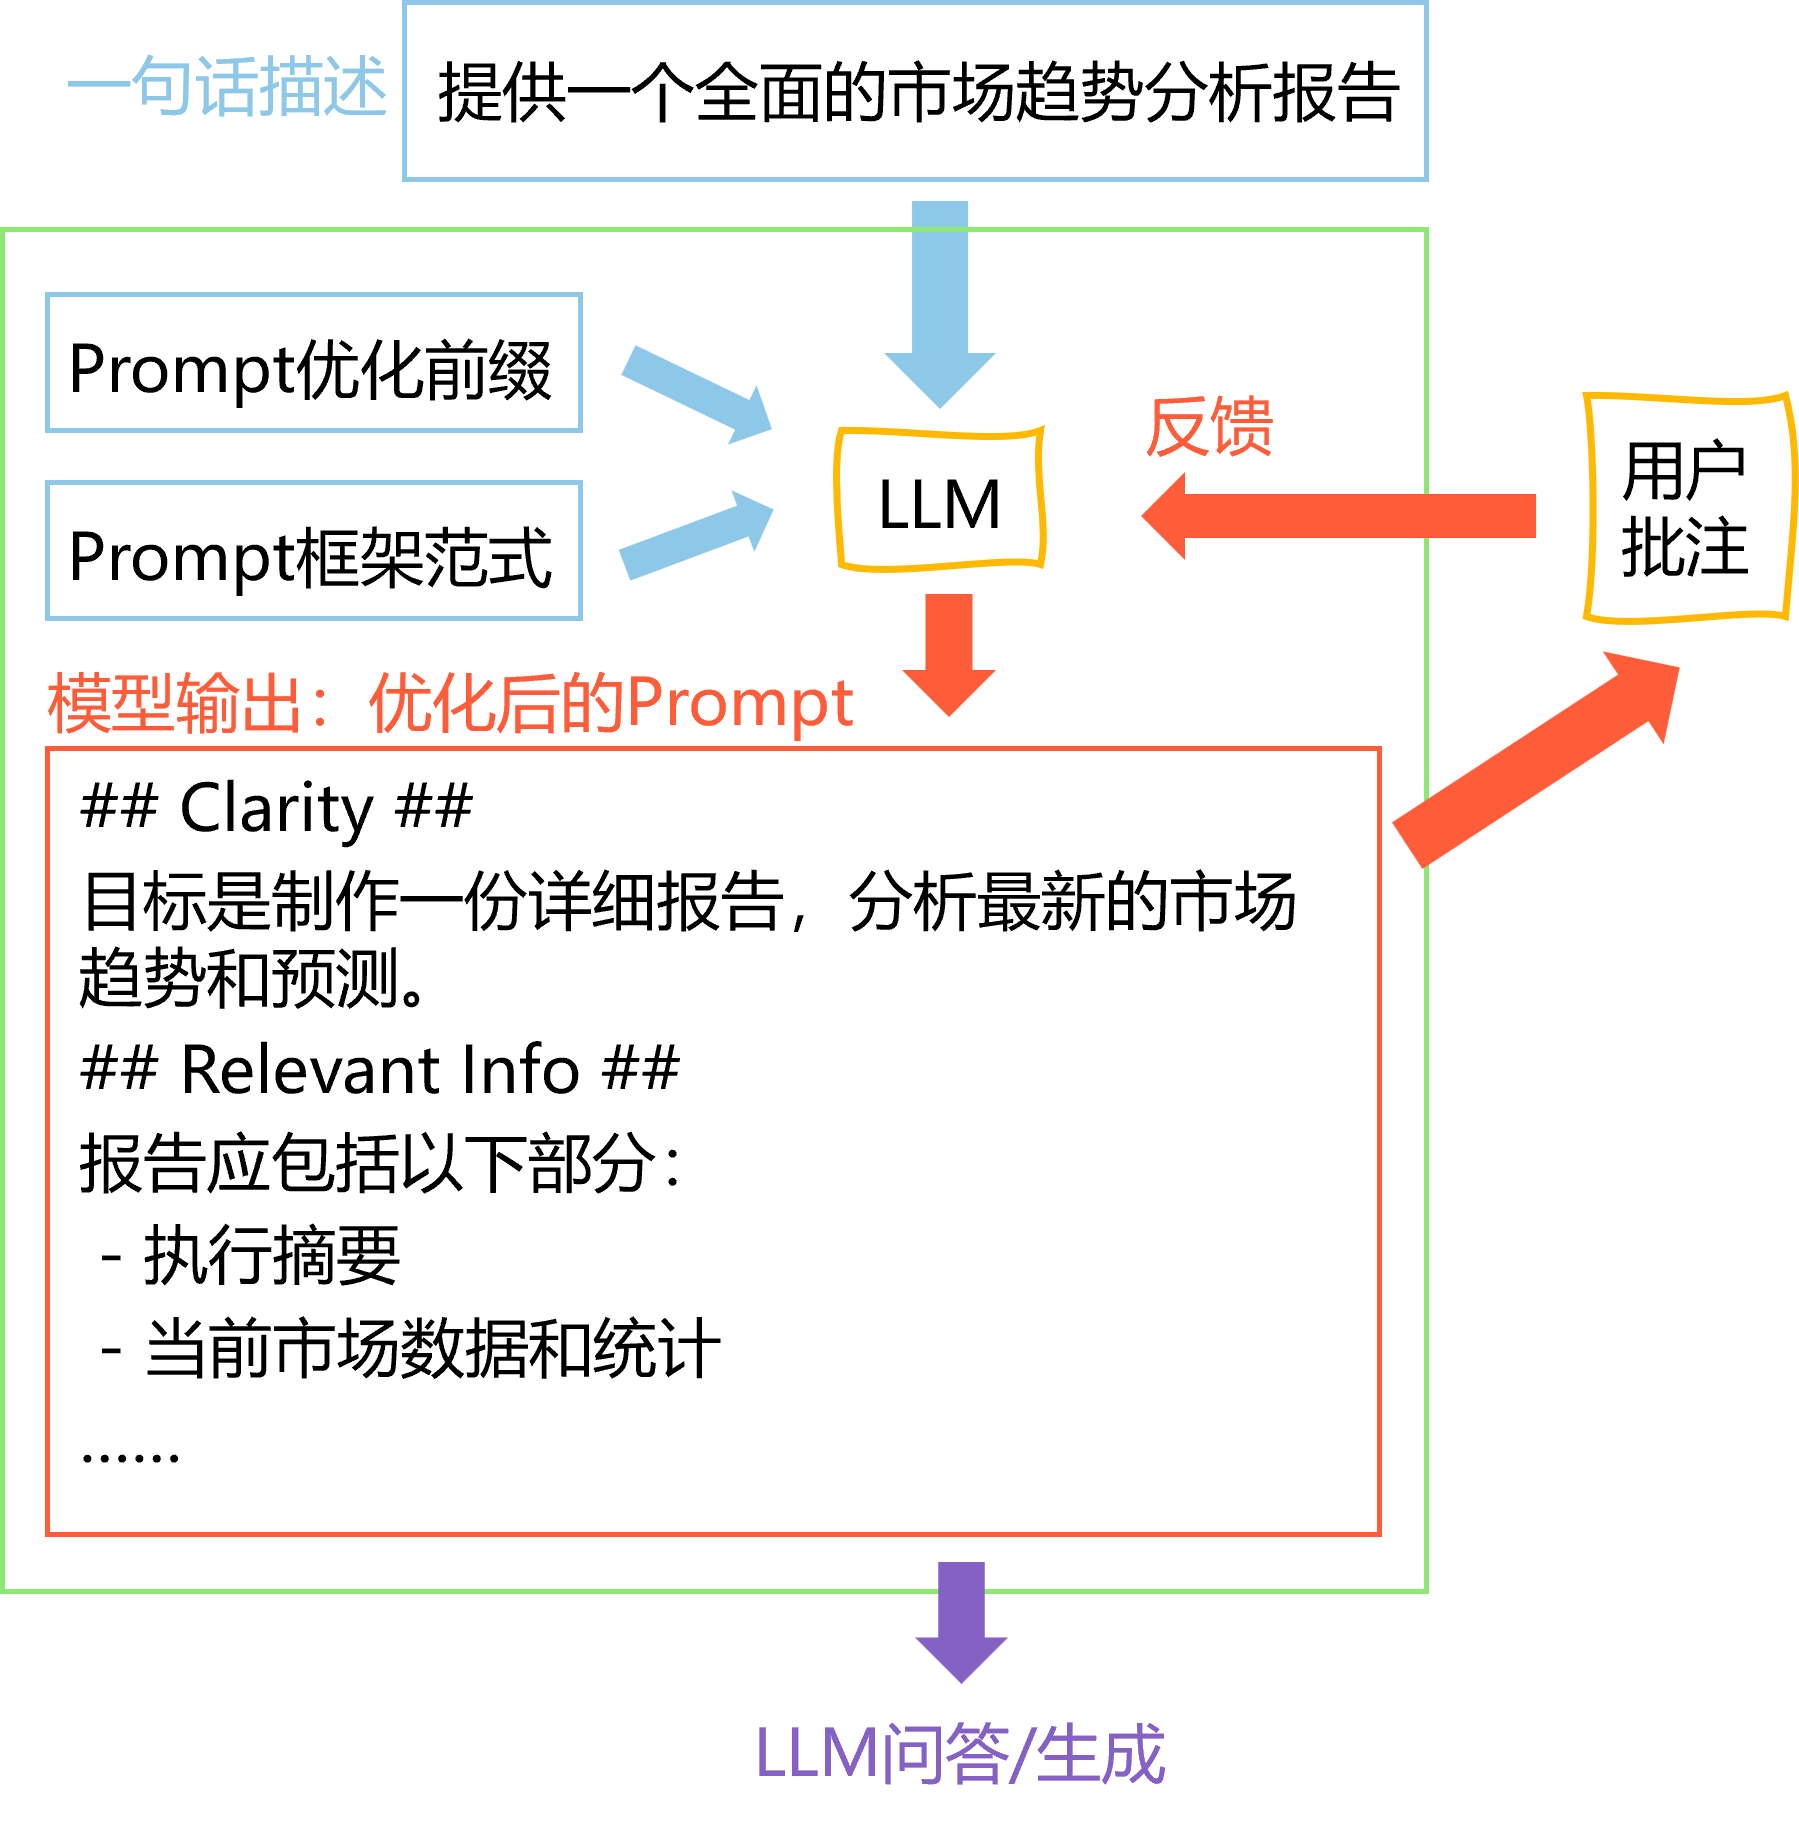 一句话描述
提供一个全面的市场趋势分析报告
Prompt优化前缀
Prompt框架范式
LLM
反馈
用户
批注
模型输出：优化后的Prompt
## Clarity ##
目标是制作一份详细报告，分析最新的市场
趋势和预测。
## Relevant Info ##
报告应包括以下部分：
- 执行摘要
- 当前市场数据和统计
……
LLM问答/生成